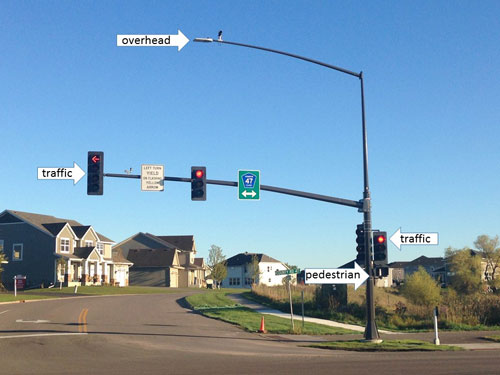 overhead
traffic
LEFT TURN
YIELD
ON FLASHING
YELLOW
ARROW
47
traffic
pedestrian